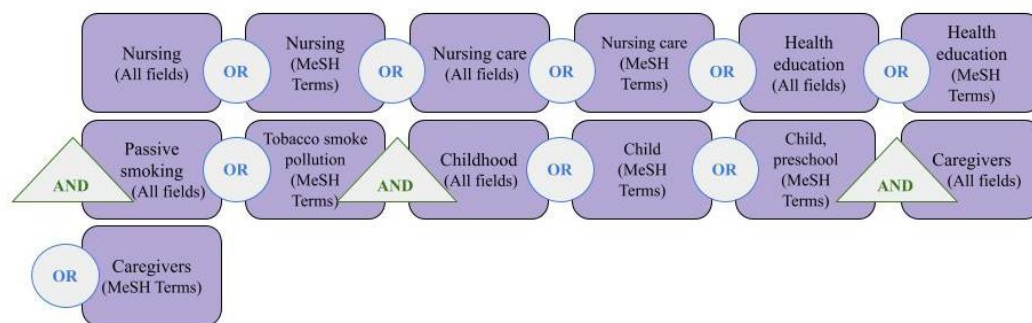 Nursing
(All fields)
OR
Nursing
(MeSH
Terms)
OR
Nursing care
(All fields)
OR
Nursing care
(MeSH
Terms)
OR
Health
education
(All fields)
OR
Health
education
(MeSH
Terms)
AND
Passive
smoking
(All fields)
OR
Tobacco smoke
pollution
(MeSH
Terms)
AND
Childhood
(All fields)
OR
Child
(MeSH
Terms)
OR
Child,
preschool
(MeSH
Terms)
AND
Caregivers
(All fields)
OR
Caregivers
(MeSH Terms)